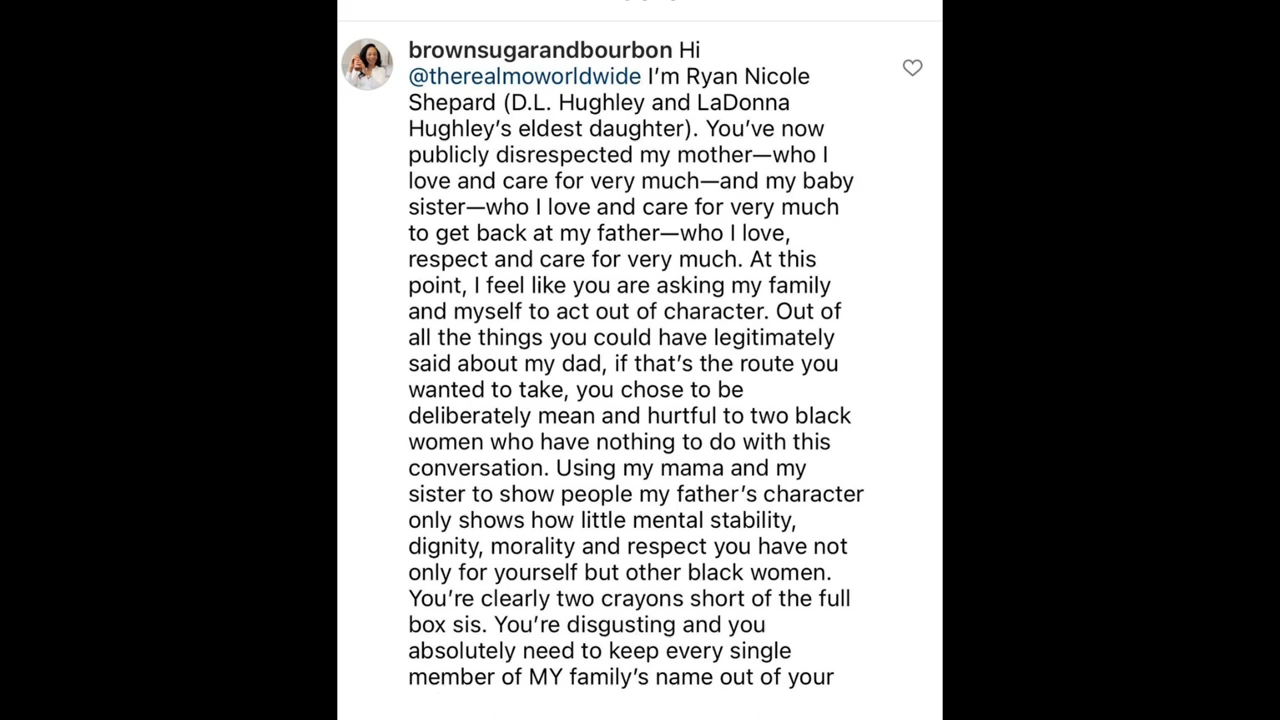 brownsugarandbourbon Hi
@therealmoworldwide I’m Ryan Nicole
Shepard (D.L. Hughley and LaDonna
Hughley’s eldest daughter). You’ve now
publicly disrespected my mother—who I
love and care for very much—and my baby
sister—who I love and care for very much
to get back at my father—who I love,
respect and care for very much. At this
point, I feel like you are asking my family
and myself to act out of character. Out of
all the things you could have legitimately
said about my dad, if that’s the route you
wanted to take, you chose to be
deliberately mean and hurtful to two black
women who have nothing to do with this
conversation. Using my mama and my
sister to show people my father’s character
only shows how little mental stability,
dignity, morality and respect you have not
only for yourself but other black women.
You’re clearly two crayons short of the full
box sis. You’re disgusting and you
absolutely need to keep every single
member of MY family’s name out of your